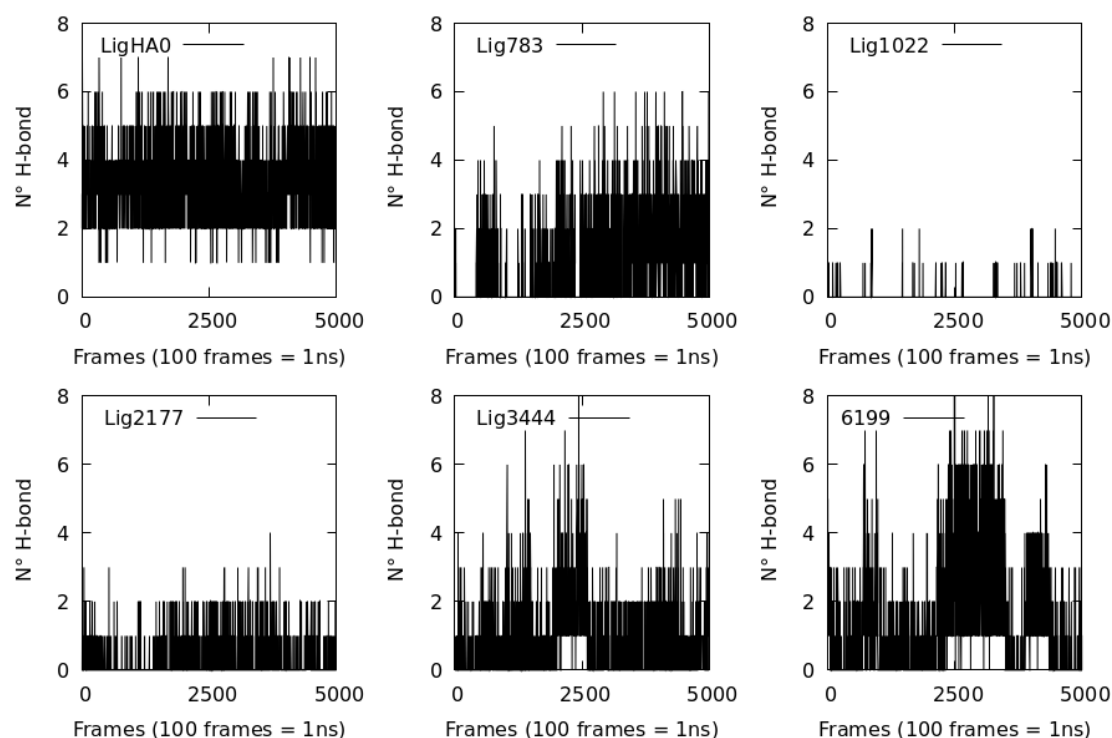 LigHA0
N° H-bond
8
6
4
2
0
0 2500 5000
Frames (100 frames = 1ns)
Lig783
N° H-bond
8
6
4
2
0
0 2500 5000
Frames (100 frames = 1ns)
Lig1022
N° H-bond
8
6
4
2
0
0 2500 5000
Frames (100 frames = 1ns)
Lig2177
N° H-bond
8
6
4
2
0
0 2500 5000
Frames (100 frames = 1ns)
Lig3444
N° H-bond
8
6
4
2
0
0 2500 5000
Frames (100 frames = 1ns)
6199
N° H-bond
8
6
4
2
0
0 2500 5000
Frames (100 frames = 1ns)